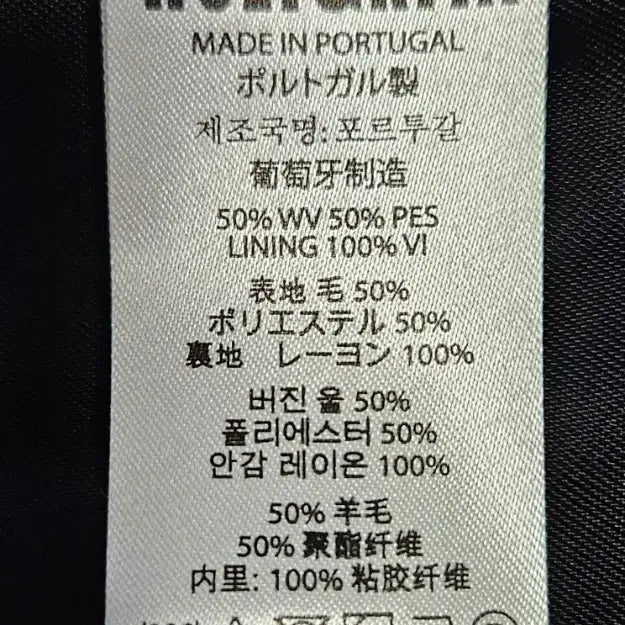 MADE IN PORTUGAL
ポルトガル製
제조국명: 포르투갈
葡萄牙制造
50% WV 50% PES
LINING 100% VI
表地 毛 50%
ポリエステル 50%
裏地 レーヨン 100%
버진 울 50%
폴리에스터 50%
안감 레이온 100%
50% 羊毛
50% 聚酯纤维
内里: 100% 粘胶纤维